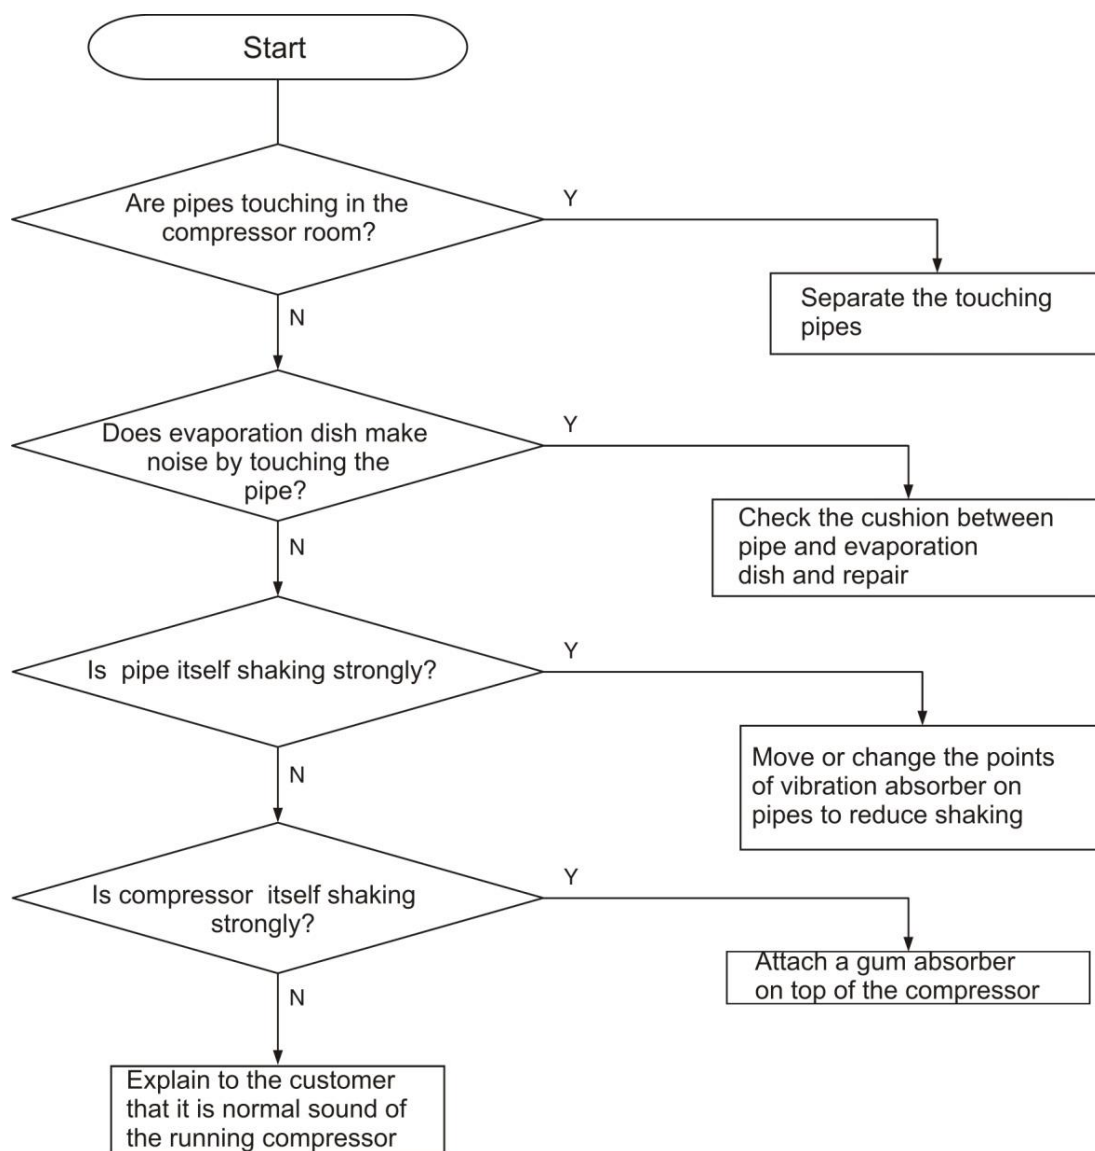 Start
Are pipes touching in the
compressor room?
Y
Separate the touching
pipes
N
Does evaporation dish make
noise by touching the
pipe?
Y
Check the cushion between
pipe and evaporation
dish and repair
N
Is pipe itself shaking strongly?
Y
Move or change the points
of vibration absorber on
pipes to reduce shaking
N
Is compressor itself shaking
strongly?
Y
Attach a gum absorber
on top of the compressor
N
Explain to the customer
that it is normal sound of
the running compressor